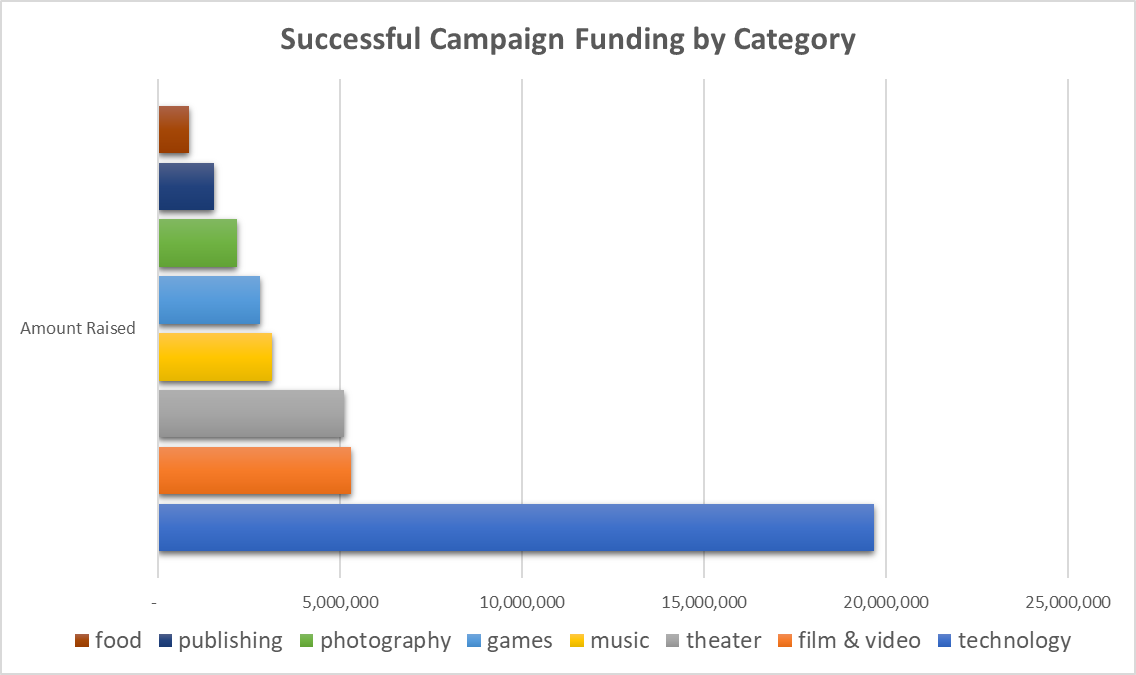 Successful Campaign Funding by Category
Amount Raised
- 5,000,000 10,000,000 15,000,000 20,000,000 25,000,000
food publishing photography games music theater film & video technology